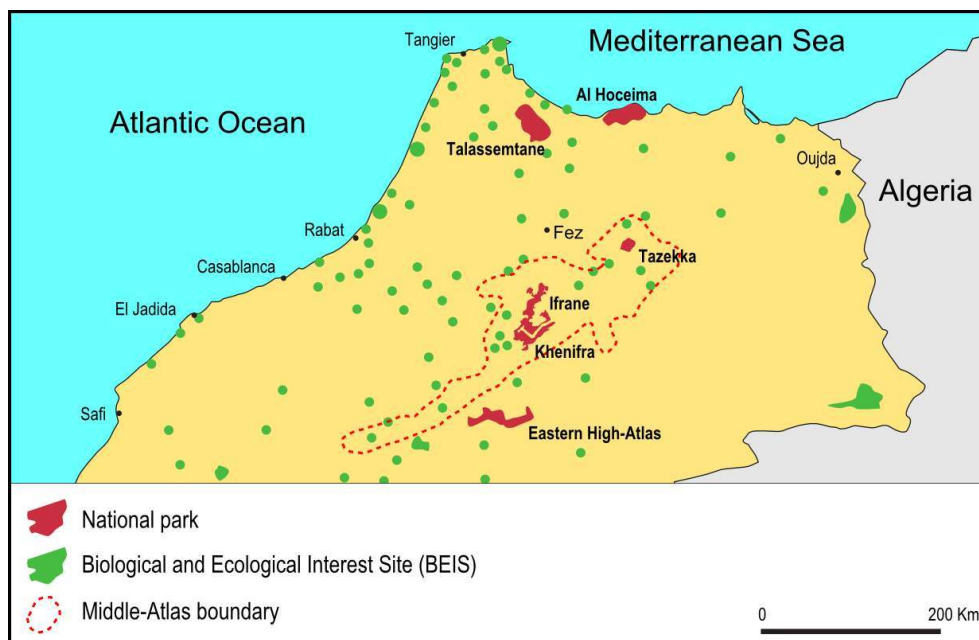 Tangier
Mediterranean Sea
Al Hoceima
Atlantic Ocean
Talassemtane
Oujda
Algeria
Rabat
Fez
Tazekka
Casablanca
Ifrane
El Jadida
Khenifra
Safi
Eastern High-Atlas
National park
Biological and Ecological Interest Site (BEIS)
Middle-Atlas boundary
0 200 Km